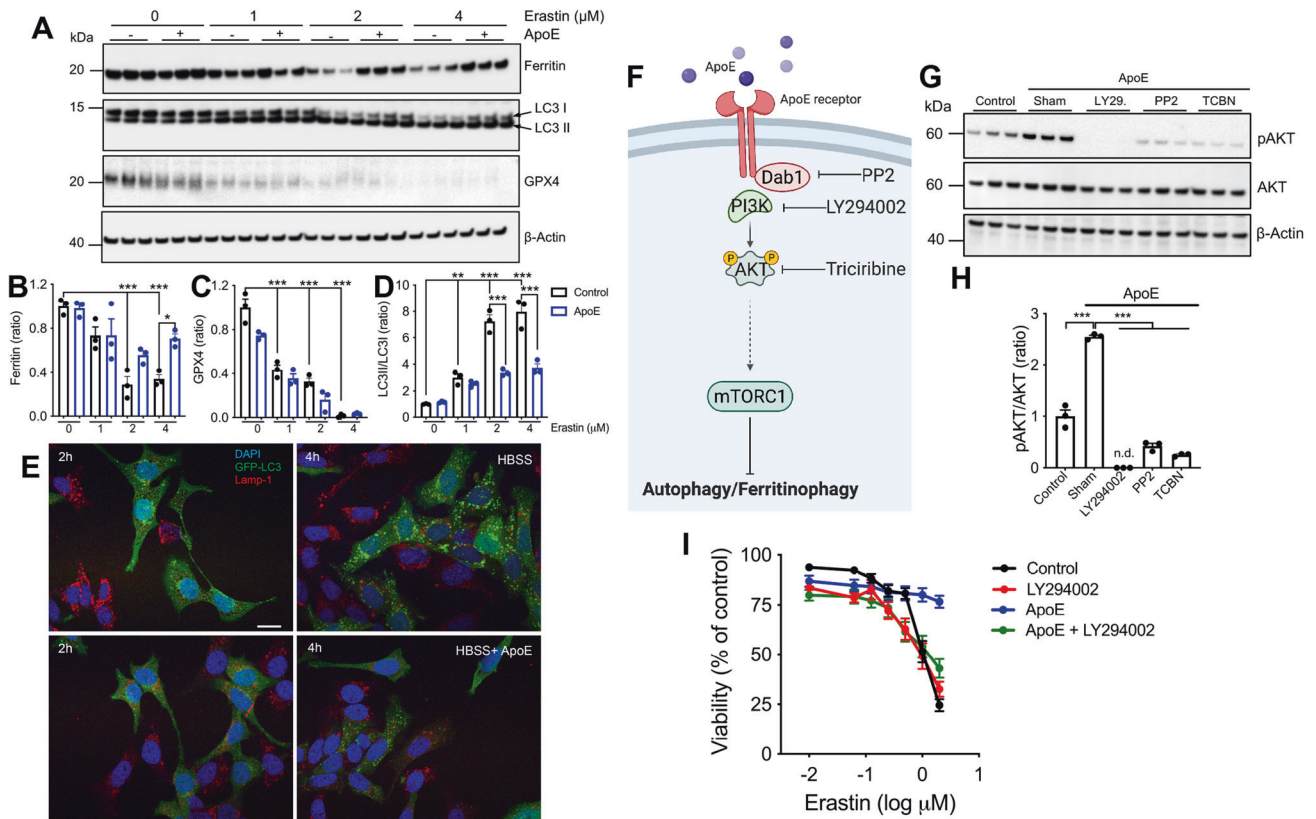 A
0 1 2 4 Erastin (μM)
kDa - + - + - + - + ApoE
20 Ferritin
15 LC3 I
LC3 II
20 GPX4
40 β-Actin
B
Ferritin (ratio)
1.2
0.8
0.4
0.0
*** ***
*
0 1 2 4
C
GPX4 (ratio)
1.2
0.8
0.4
0.0
*** *** ***
0 1 2 4
D
LC3II/LC3I (ratio)
10
8
6
4
2
0
** *** ***
*** ***
0 1 2 4 Erastin (μM)
Control
ApoE
E
2h
DAPI
GFP-LC3
Lamp-1
4h HBSS
2h
4h HBSS+ ApoE
F
ApoE
ApoE receptor
Dab1 PP2
PI3K LY294002
P P
AKT Triciribine
mTORC1
Autophagy/Ferritinophagy
G
ApoE
kDa Control Sham LY29. PP2 TCBN
60 pAKT
60 AKT
40 β-Actin
H
ApoE
*** ***
pAKT/AKT (ratio)
3
2
1
0
n.d.
Control Sham LY294002 PP2 TCBN
I
Viability (% of control)
100
75
50
25
0
-2 -1 0 1
Erastin (log μM)
Control
LY294002
ApoE
ApoE + LY294002